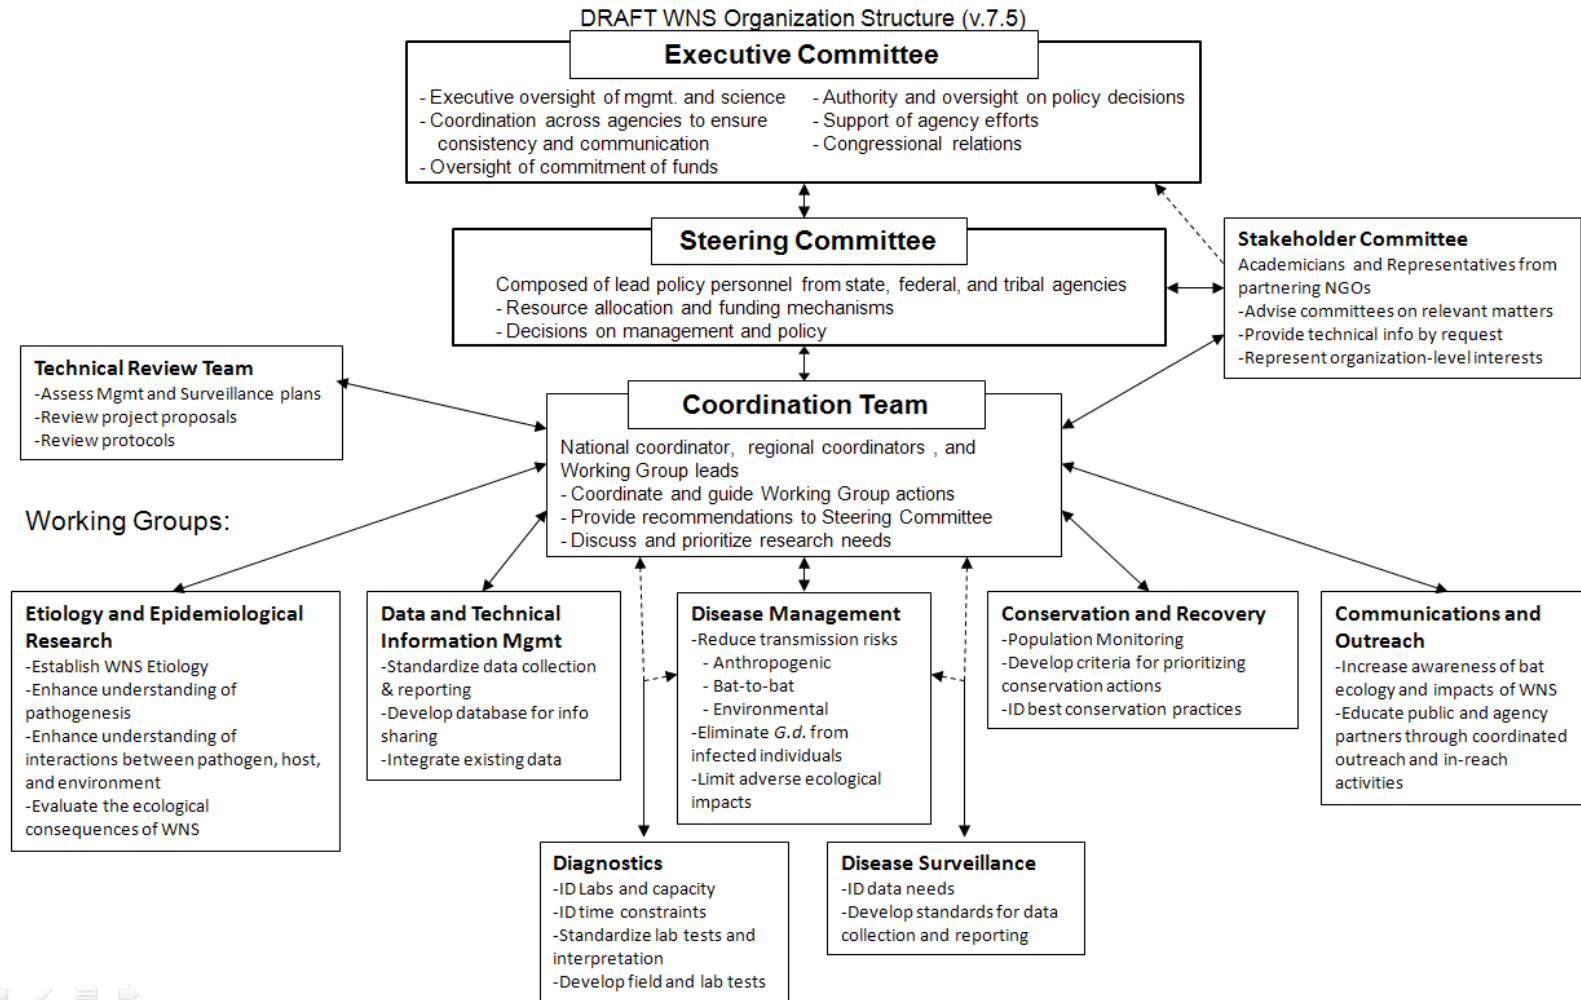 DRAFT WNS Organization Structure (v.7.5)
Executive Committee
- Executive oversight of mgmt. and science
- Coordination across agencies to ensure
consistency and communication
- Oversight of commitment of funds
- Authority and oversight on policy decisions
- Support of agency efforts
- Congressional relations
Steering Committee
Composed of lead policy personnel from state, federal, and tribal agencies
- Resource allocation and funding mechanisms
- Decisions on management and policy
Stakeholder Committee
Academicians and Representatives from
partnering NGOs
-Advise committees on relevant matters
-Provide technical info by request
-Represent organization-level interests
Technical Review Team
-Assess Mgmt and Surveillance plans
-Review project proposals
-Review protocols
Coordination Team
National coordinator, regional coordinators , and
Working Group leads
- Coordinate and guide Working Group actions
- Provide recommendations to Steering Committee
- Discuss and prioritize research needs
Working Groups:
Etiology and Epidemiological
Research
-Establish WNS Etiology
-Enhance understanding of
pathogenesis
-Enhance understanding of
interactions between pathogen, host,
and environment
-Evaluate the ecological
consequences of WNS
Data and Technical
Information Mgmt
-Standardize data collection
& reporting
-Develop database for info
sharing
-Integrate existing data
Disease Management
-Reduce transmission risks
- Anthropogenic
- Bat-to-bat
- Environmental
-Eliminate G.d. from
infected individuals
-Limit adverse ecological
impacts
Conservation and Recovery
-Population Monitoring
-Develop criteria for prioritizing
conservation actions
-ID best conservation practices
Communications and
Outreach
-Increase awareness of bat
ecology and impacts of WNS
-Educate public and agency
partners through coordinated
outreach and in-reach
activities
Diagnostics
-ID Labs and capacity
-ID time constraints
-Standardize lab tests and
interpretation
-Develop field and lab tests
Disease Surveillance
-ID data needs
-Develop standards for data
collection and reporting